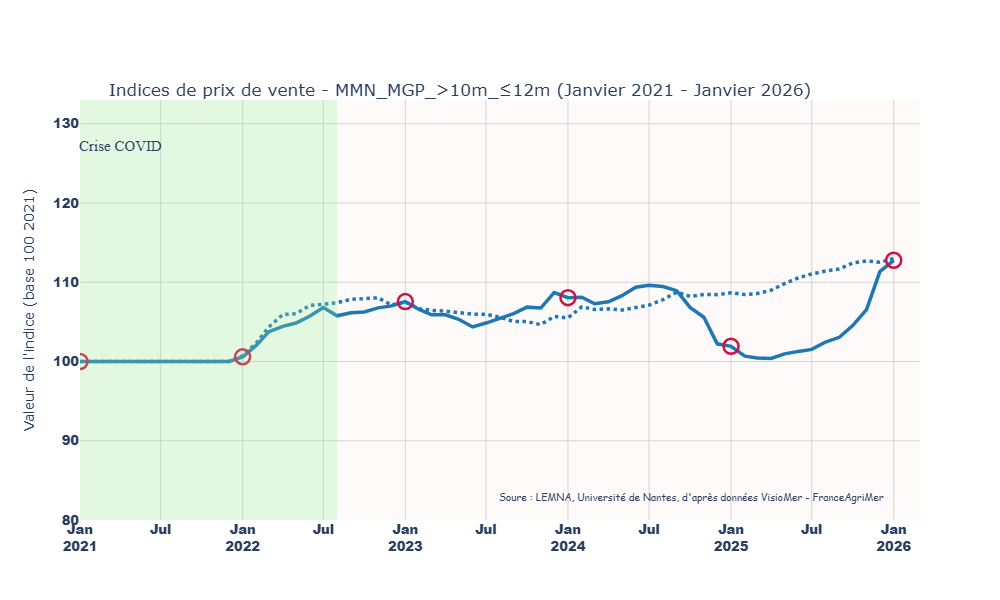 Indices de prix de vente - MMN_MGP_>10m_≤12m (Janvier 2021 - Janvier 2026)
Valeur de l'indice (base 100 2021)
130
120
110
100
90
80
Crise COVID
Soure : LEMNA, Université de Nantes, d'après données VisioMer - FranceAgriMer
Jan Jul Jan Jul Jan Jul Jan Jul Jan Jul Jan
2021 2022 2023 2024 2025 2026